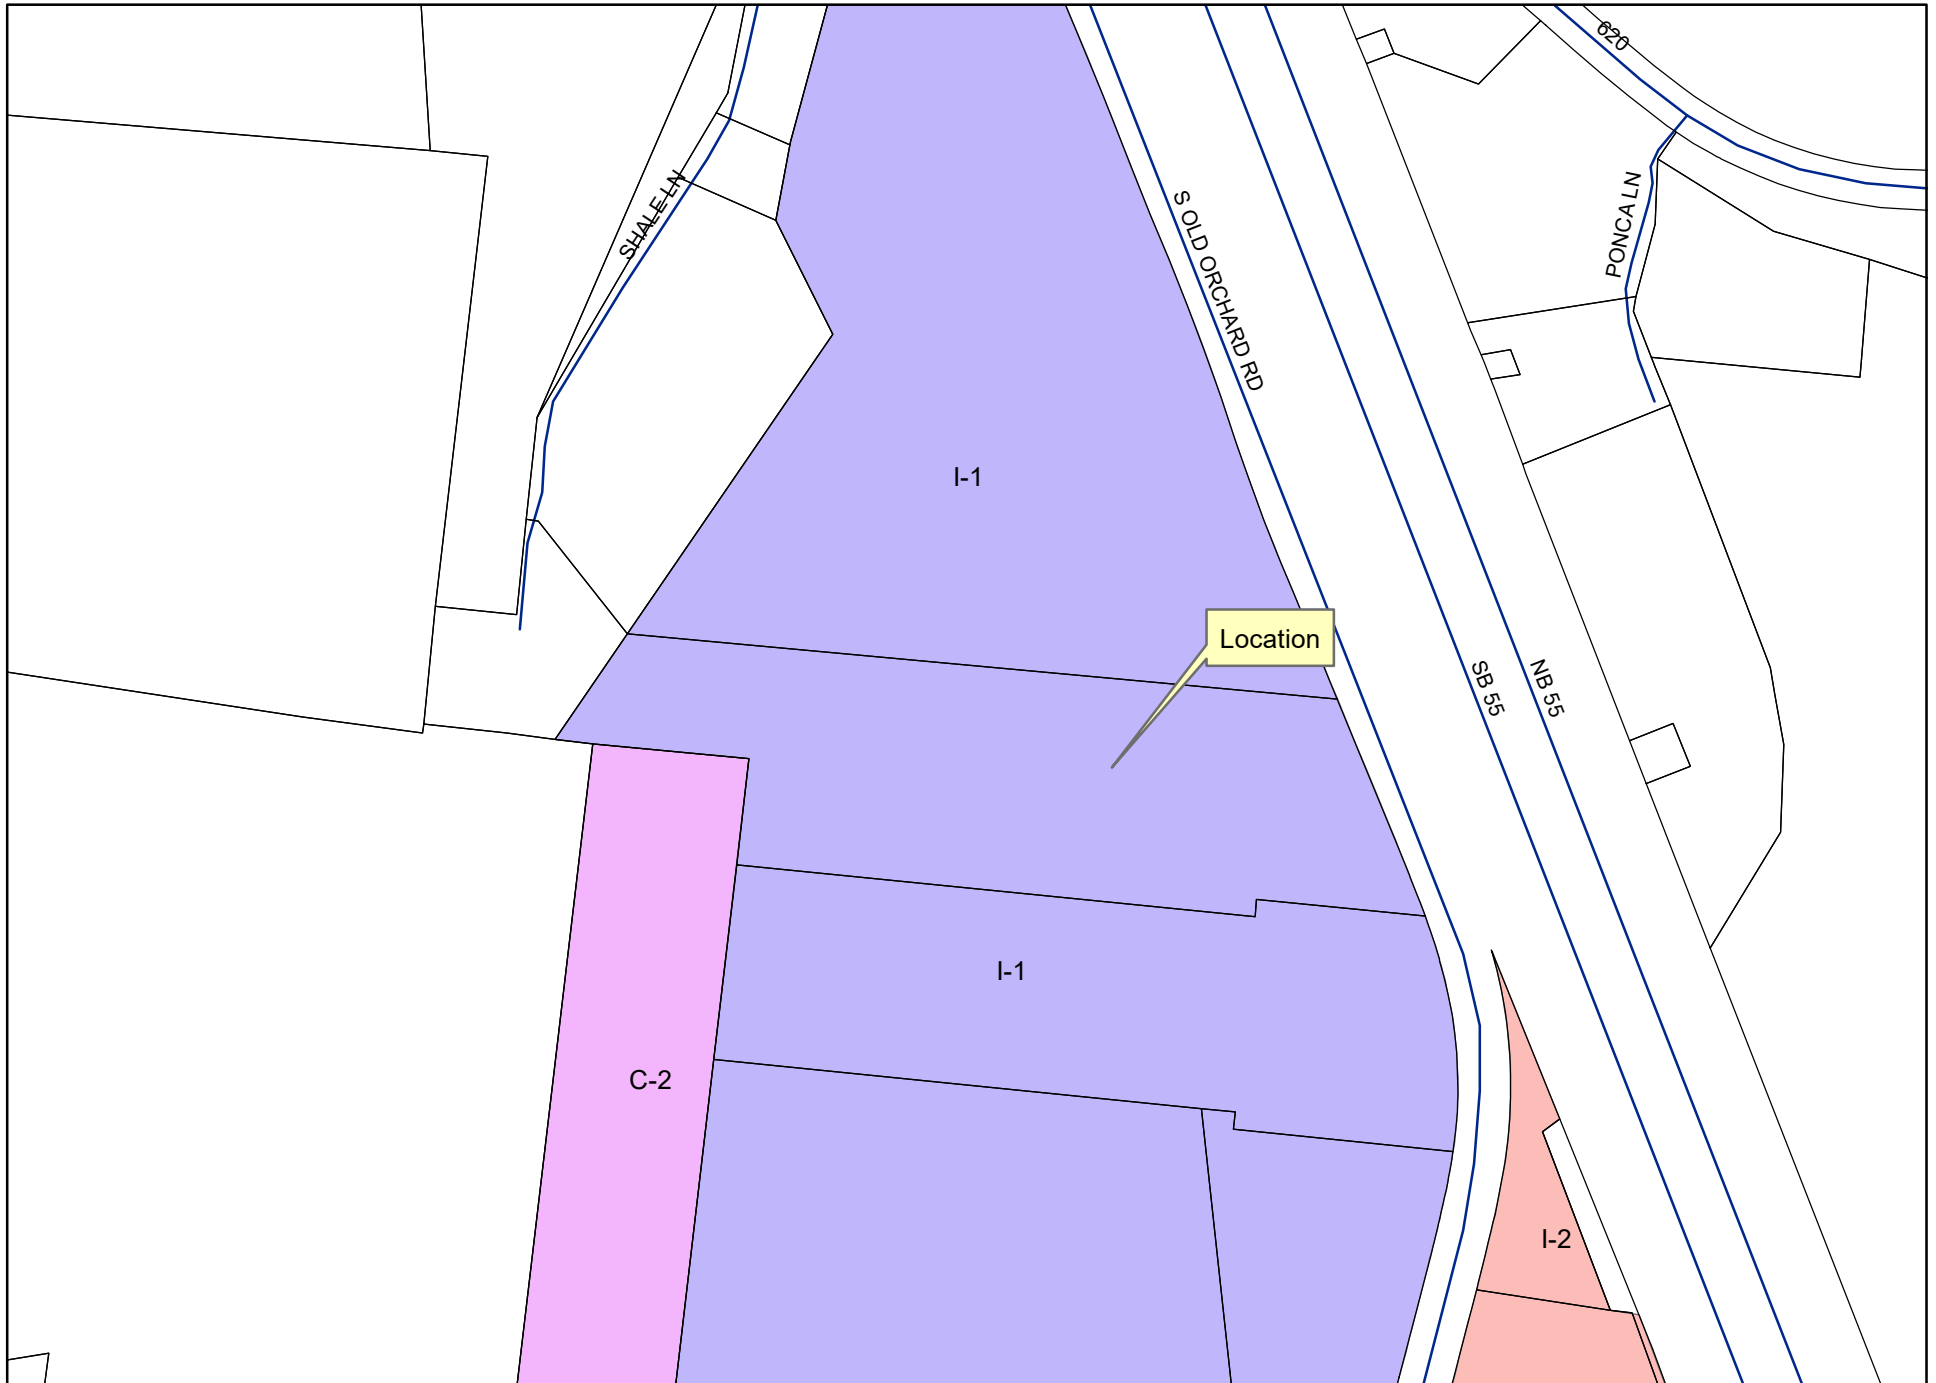 620
SHALE LN
PONCA LN
S OLD ORCHARD RD
I-1
Location
SB 55
NB 55
I-1
C-2
I-2